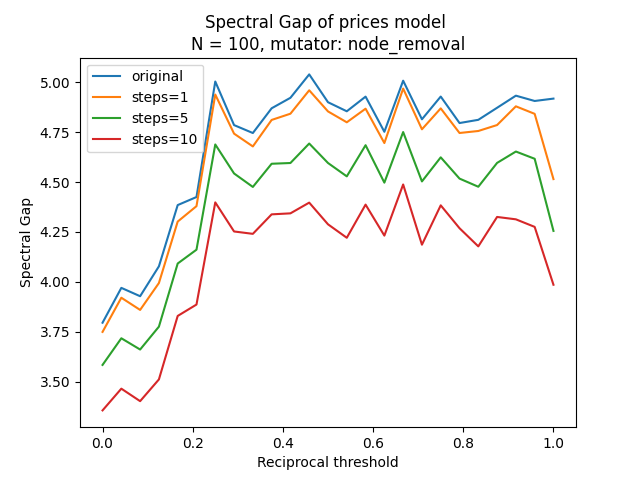 Spectral Gap of prices model
N = 100, mutator: node_removal
original
steps=1
steps=5
steps=10
Spectral Gap
5.00
4.75
4.50
4.25
4.00
3.75
3.50
0.0
0.2
0.4
0.6
0.8
1.0
Reciprocal threshold